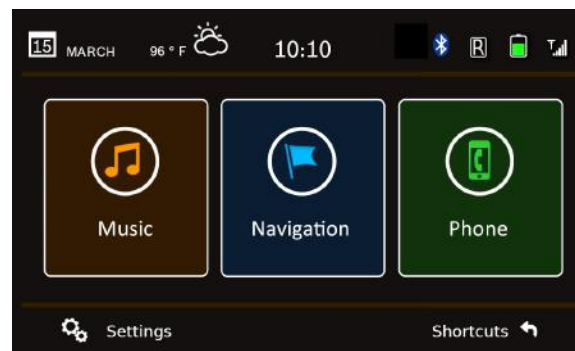 15 MARCH 96 ° F 10:10 R T
Music Navigation Phone
Settings Shortcuts